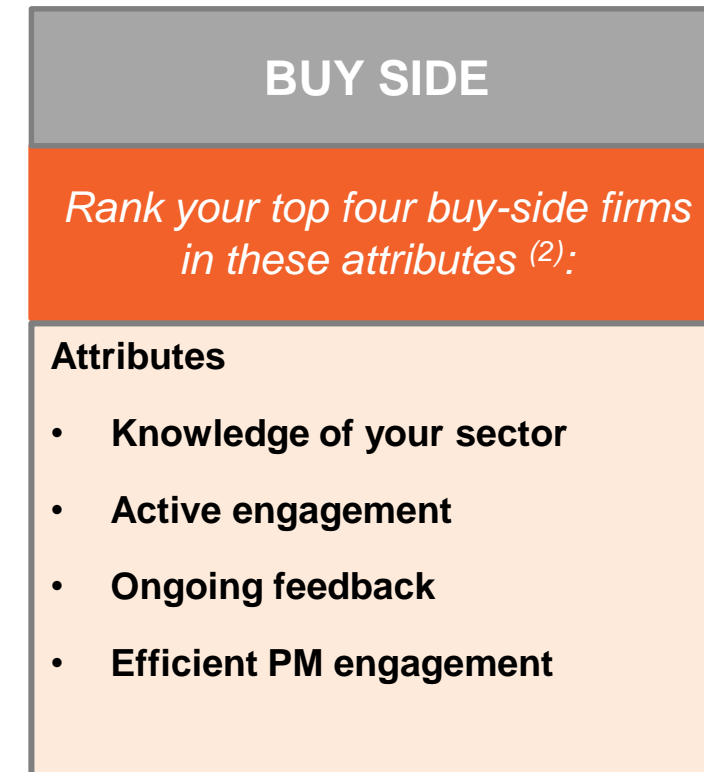 BUY SIDE
Rank your top four buy-side firms
in these attributes (2):
Attributes
• Knowledge of your sector
• Active engagement
• Ongoing feedback
• Efficient PM engagement